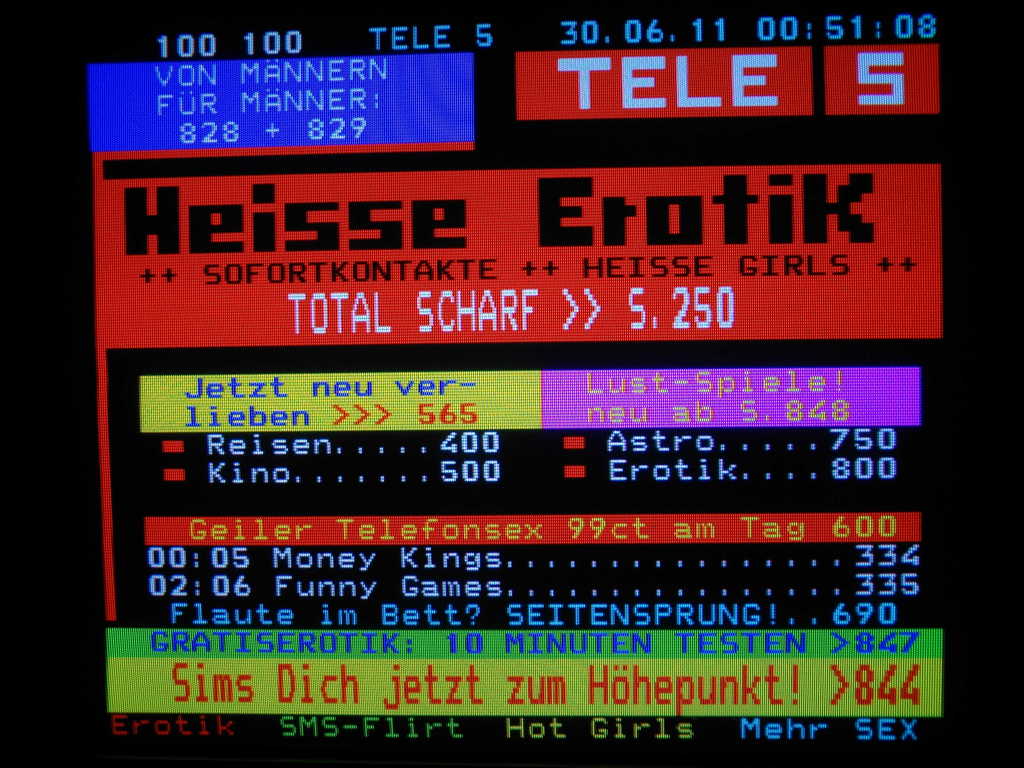 100 100 TELE 5 30.06.11 00:51:08
VON MÄNNERN
FÜR MÄNNER:
828 + 829
TELE 5
Heisse Erotik
++ SOFORTKONTAKTE ++ HEISSE GIRLS ++
TOTAL SCHARF >> S.250
Jetzt neu ver-
lieben >>> 565
Lust-Spiele!
neu ab S.848
Reisen.....400
Kino.......500
Astro.....750
Erotik....800
Geiler Telefonsex 99ct am Tag 600
00:05 Money Kings................334
02:06 Funny Games................335
Flaute im Bett? SEITENSPRUNG!..690
GRATISEROTIK: 10 MINUTEN TESTEN >847
Sims Dich jetzt zum Höhepunkt! >844
Erotik SMS-Flirt Hot Girls Mehr SEX